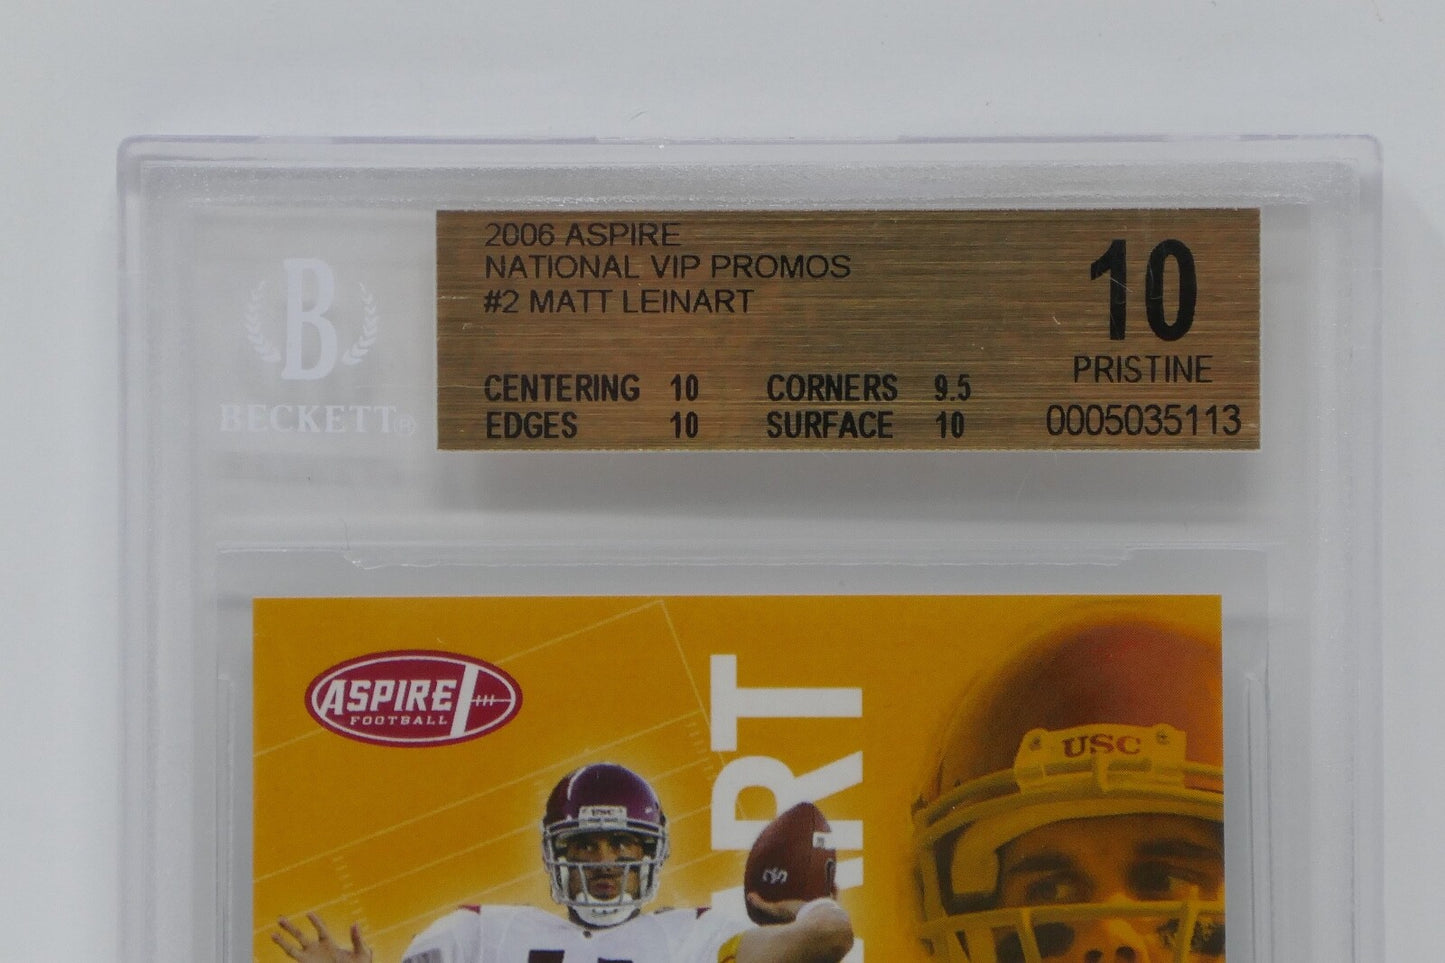 2006 ASPIRE
NATIONAL VIP PROMOS
#2 MATT LEINART
10
PRISTINE
CENTERING 10 CORNERS 9.5
EDGES 10 SURFACE 10
0005035113
B
BECKETT®
ASPIRE
FOOTBALL
ART
USC
USC